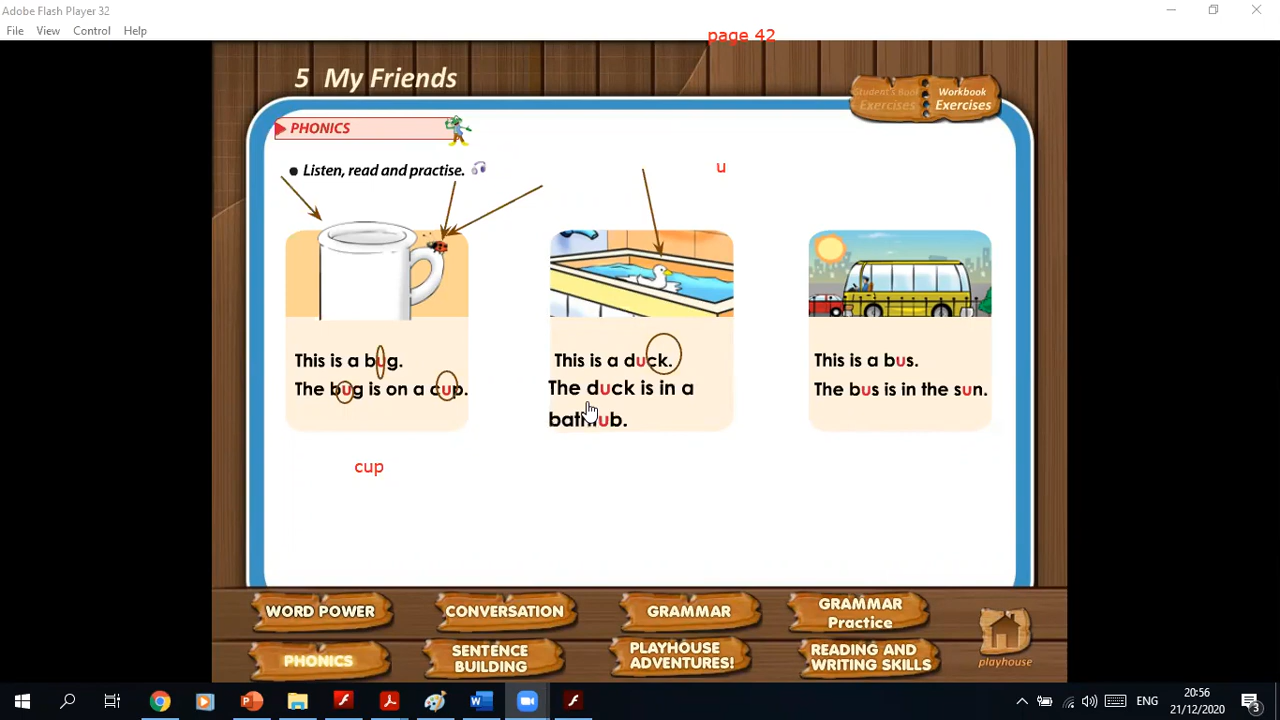 Adobe Flash Player 32
File View Control Help
page 42
5 My Friends
Student's Book
Exercises
Workbook
Exercises
PHONICS
● Listen, read and practise.
u
This is a bug.
The bug is on a cup.
This is a duck.
The duck is in a
bathtub.
This is a bus.
The bus is in the sun.
cup
WORD POWER
CONVERSATION
GRAMMAR
GRAMMAR
Practice
PHONICS
SENTENCE
BUILDING
PLAYHOUSE
ADVENTURES!
READING AND
WRITING SKILLS
playhouse
ENG
20:56
21/12/2020
3